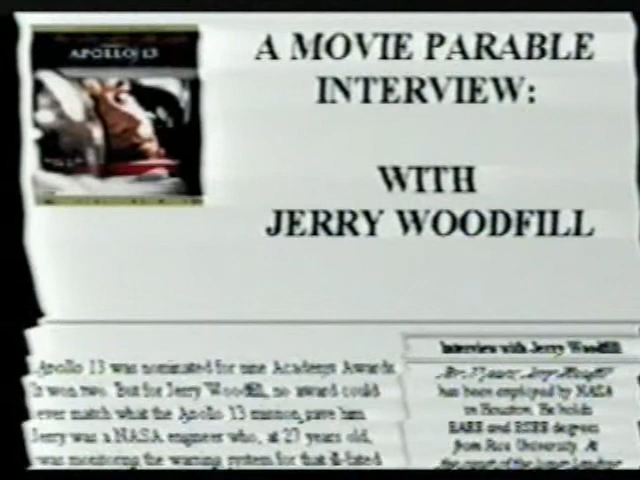 APOLLO 13
A MOVIE PARABLE
INTERVIEW:
WITH
JERRY WOODFILL
Apollo 13 was nominated for nine Academy Awards
It won two. But for Jerry Woodfill, no award could
ever match what the Apollo 13 mission gave him
Jerry was a NASA engineer who, at 27 years old,
was monitoring the warning system for that ill-fated
Interview with Jerry Woodfill
has been employed by NASA
in Houston. He holds
BAEE and BSEE degrees
from Rice University. At